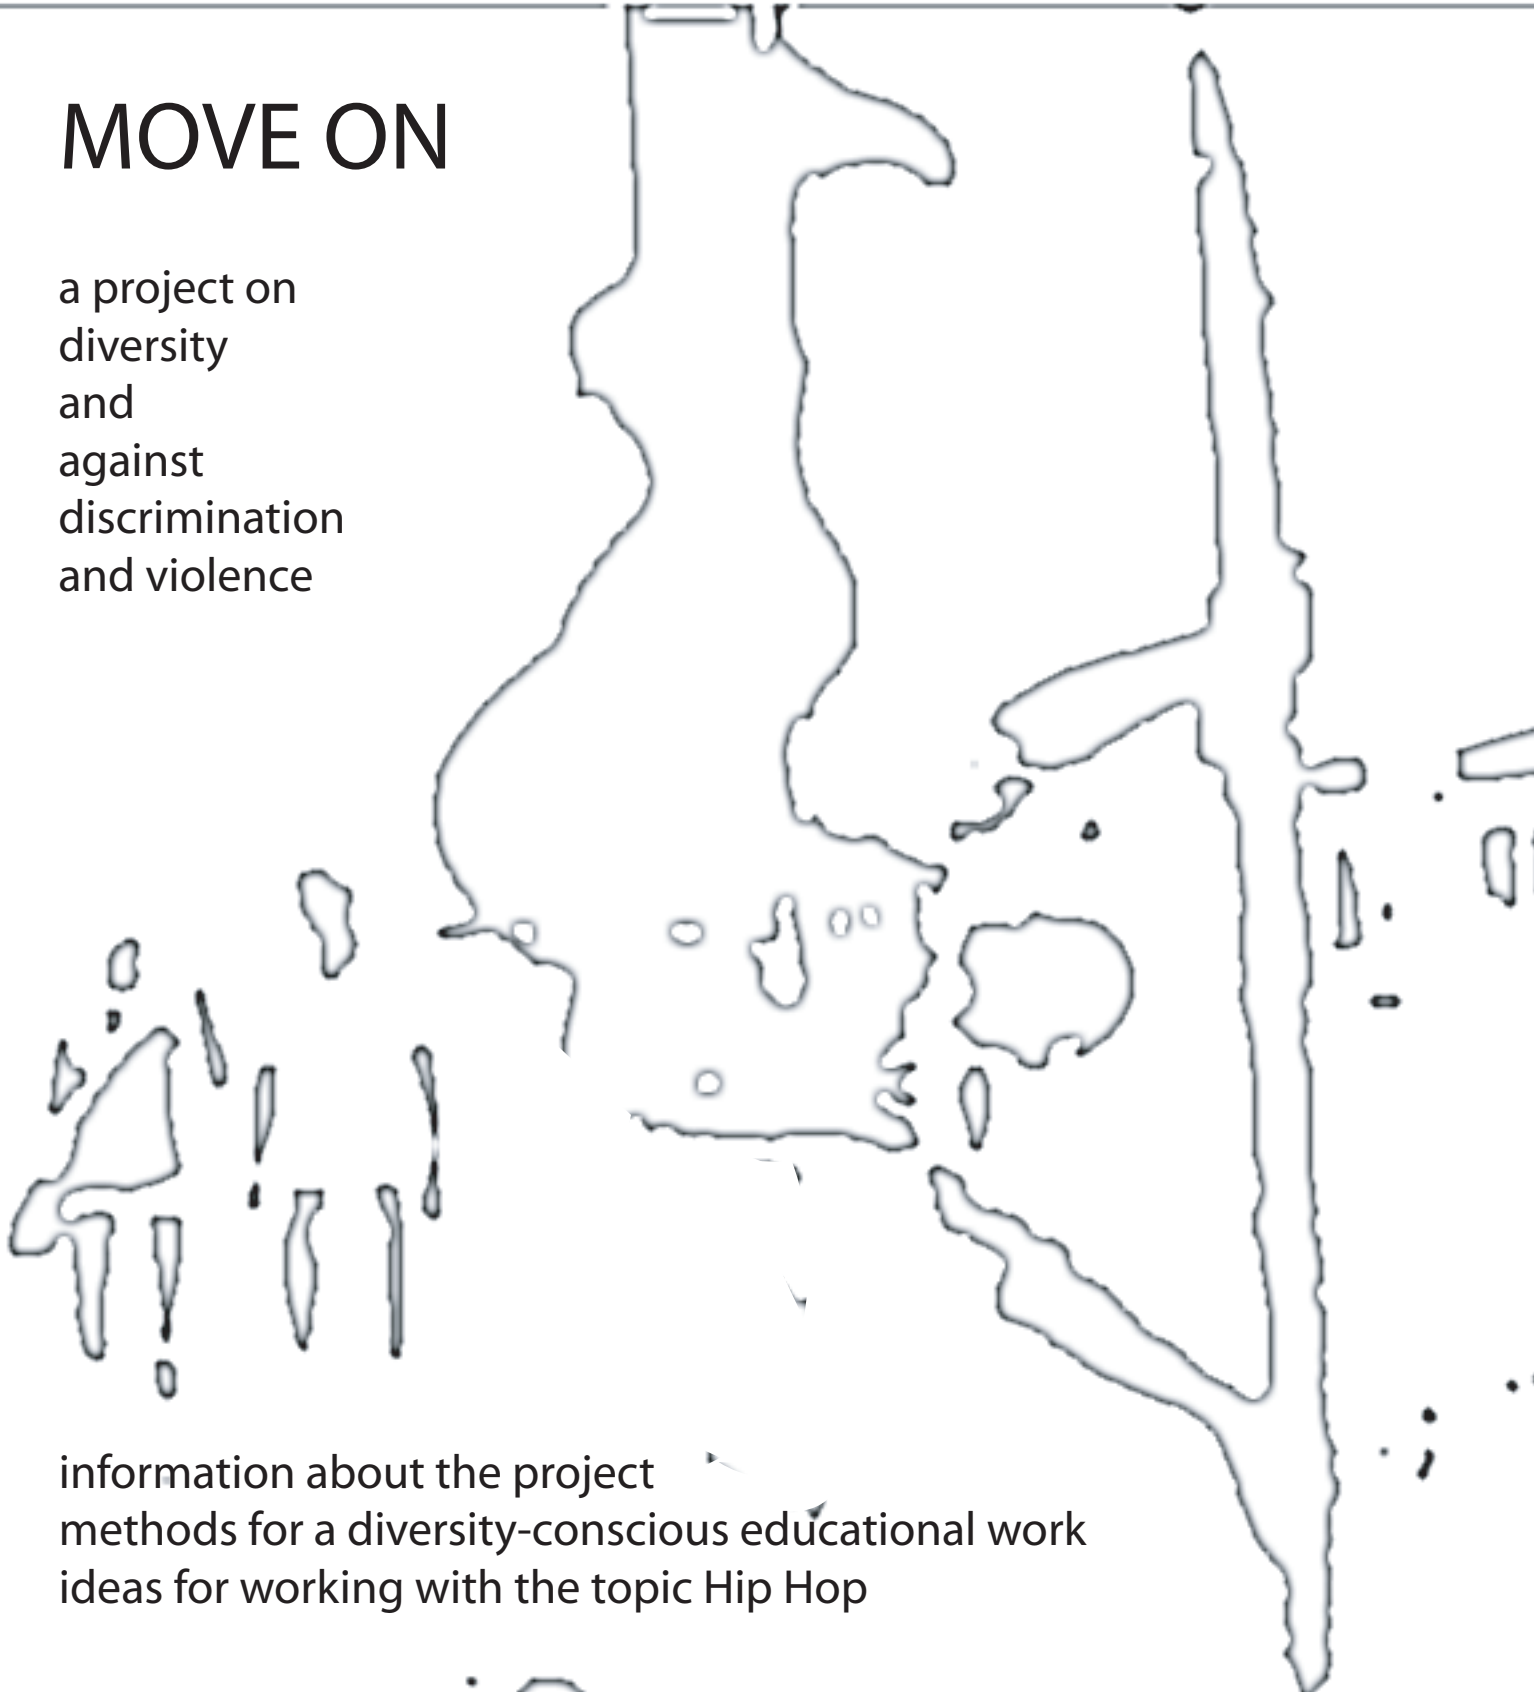 MOVE ON
a project on
diversity
and
against
discrimination
and violence
information about the project
methods for a diversity-conscious educational work
ideas for working with the topic Hip Hop